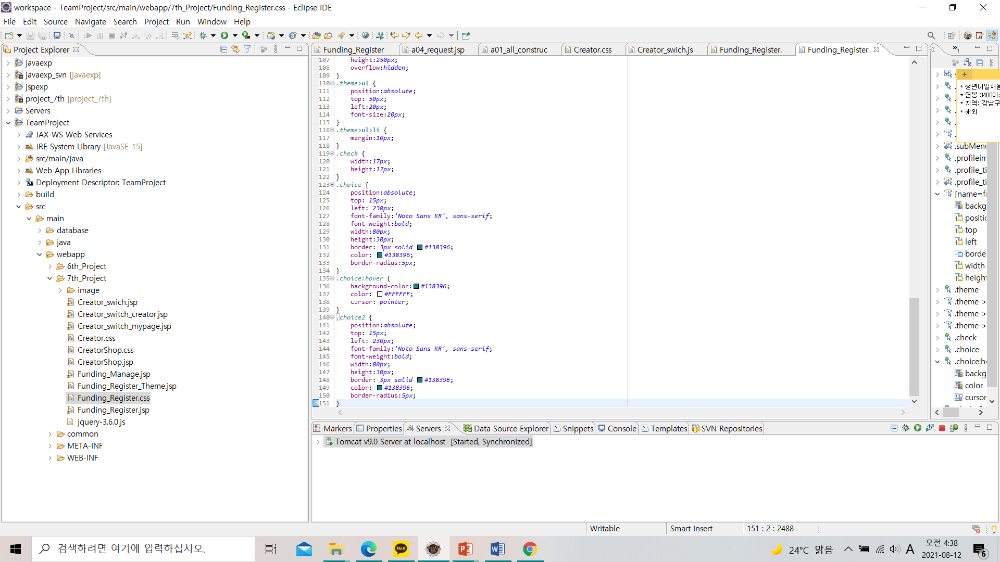 workspace - TeamProject/src/main/webapp/7th_Project/Funding_Register.css - Eclipse IDE
File Edit Source Navigate Search Project Run Window Help
Project Explorer
javaexp
javaexp_svn [javaexp]
jspexp
project_7th [project_7th]
Servers
TeamProject
JAX-WS Web Services
JRE System Library [JavaSE-15]
src/main/java
Web App Libraries
Deployment Descriptor: TeamProject
build
src
main
database
java
webapp
6th_Project
7th_Project
image
Creator_swich.jsp
Creator_switch_creator.jsp
Creator_switch_mypage.jsp
Creator.css
CreatorShop.css
CreatorShop.jsp
Funding_Manage.jsp
Funding_Register_Theme.jsp
Funding_Register.css
Funding_Register.jsp
jquery-3.6.0.js
common
META-INF
WEB-INF
Funding_Register a04_request.jsp a01_all_construc Creator.css Creator_swich.js Funding_Register. Funding_Register.
107 height:250px;
108 overflow:hidden;
109 }
110 .theme>ul {
111 position:absolute;
112 top: 50px;
113 left:20px;
114 font-size:20px;
115 }
116 .theme>ul>li {
117 margin:10px;
118 }
119 .check {
120 width:17px;
121 height:17px;
122 }
123 .choice {
124 position:absolute;
125 top: 15px;
126 left: 230px;
127 font-family:'Noto Sans KR', sans-serif;
128 font-weight:bold;
129 width:80px;
130 height:30px;
131 border: 3px solid #138396;
132 color: #138396;
133 border-radius:5px;
134 }
135 .choice:hover {
136 background-color: #138396;
137 color: #FFFFFF;
138 cursor: pointer;
139 }
140 .choice2 {
141 position:absolute;
142 top: 15px;
143 left: 230px;
144 font-family:'Noto Sans KR', sans-serif;
145 font-weight:bold;
146 width:80px;
147 height:30px;
148 border: 3px solid #138396;
149 color: #138396;
150 border-radius:5px;
151 }
* 청년내일채움
* 연봉 3400이상
* 지역: 강남구
* 해외
.subMenu
.profileim
.profile_ti
.profile_ti
[name=fr
backg
positic
top
left
borde
width
height
.theme
.theme >
.theme >
.theme >
.check
.choice
.choice:ho
backg
color
cursor
Markers Properties Servers Data Source Explorer Snippets Console Templates SVN Repositories
Tomcat v9.0 Server at localhost [Started, Synchronized]
Writable Smart Insert 151 : 2 : 2488
검색하려면 여기에 입력하십시오.
TALK
24°C 맑음
A
오전 4:38
2021-08-12
6